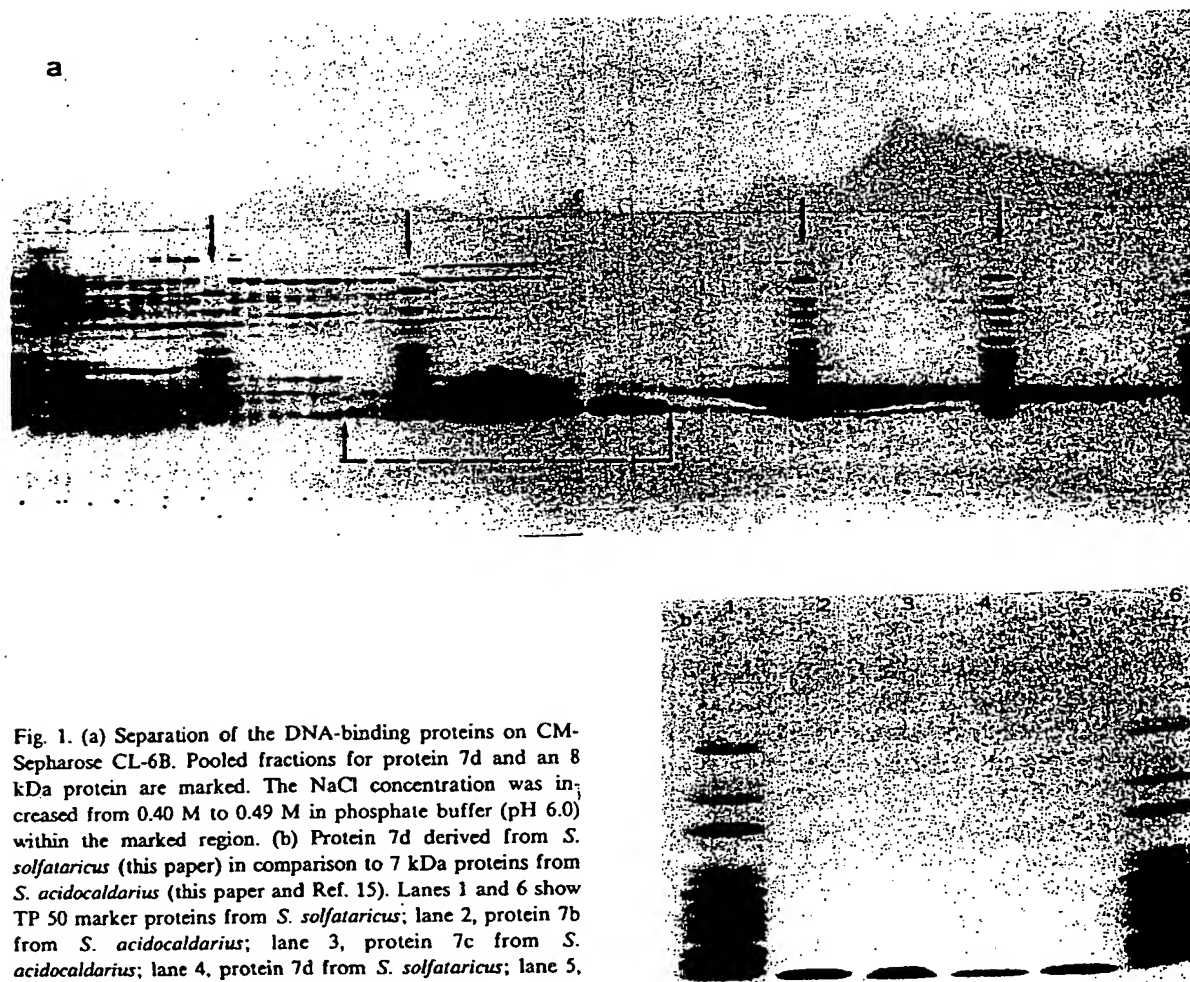 a
b 1 2 3 4 5 6
Fig. 1. (a) Separation of the DNA-binding proteins on CM-
Sepharose CL-6B. Pooled fractions for protein 7d and an 8
kDa protein are marked. The NaCl concentration was in-
creased from 0.40 M to 0.49 M in phosphate buffer (pH 6.0)
within the marked region. (b) Protein 7d derived from S.
solfataricus (this paper) in comparison to 7 kDa proteins from
S. acidocaldarius (this paper and Ref. 15). Lanes 1 and 6 show
TP 50 marker proteins from S. solfataricus; lane 2, protein 7b
from S. acidocaldarius; lane 3, protein 7c from S.
acidocaldarius; lane 4, protein 7d from S. solfataricus; lane 5,